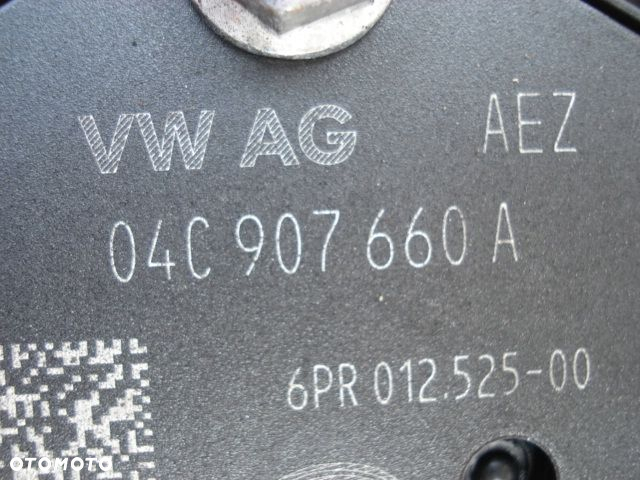 VW AG AEZ
04C 907 660 A
6PR 012.525-00
OTOMOTO